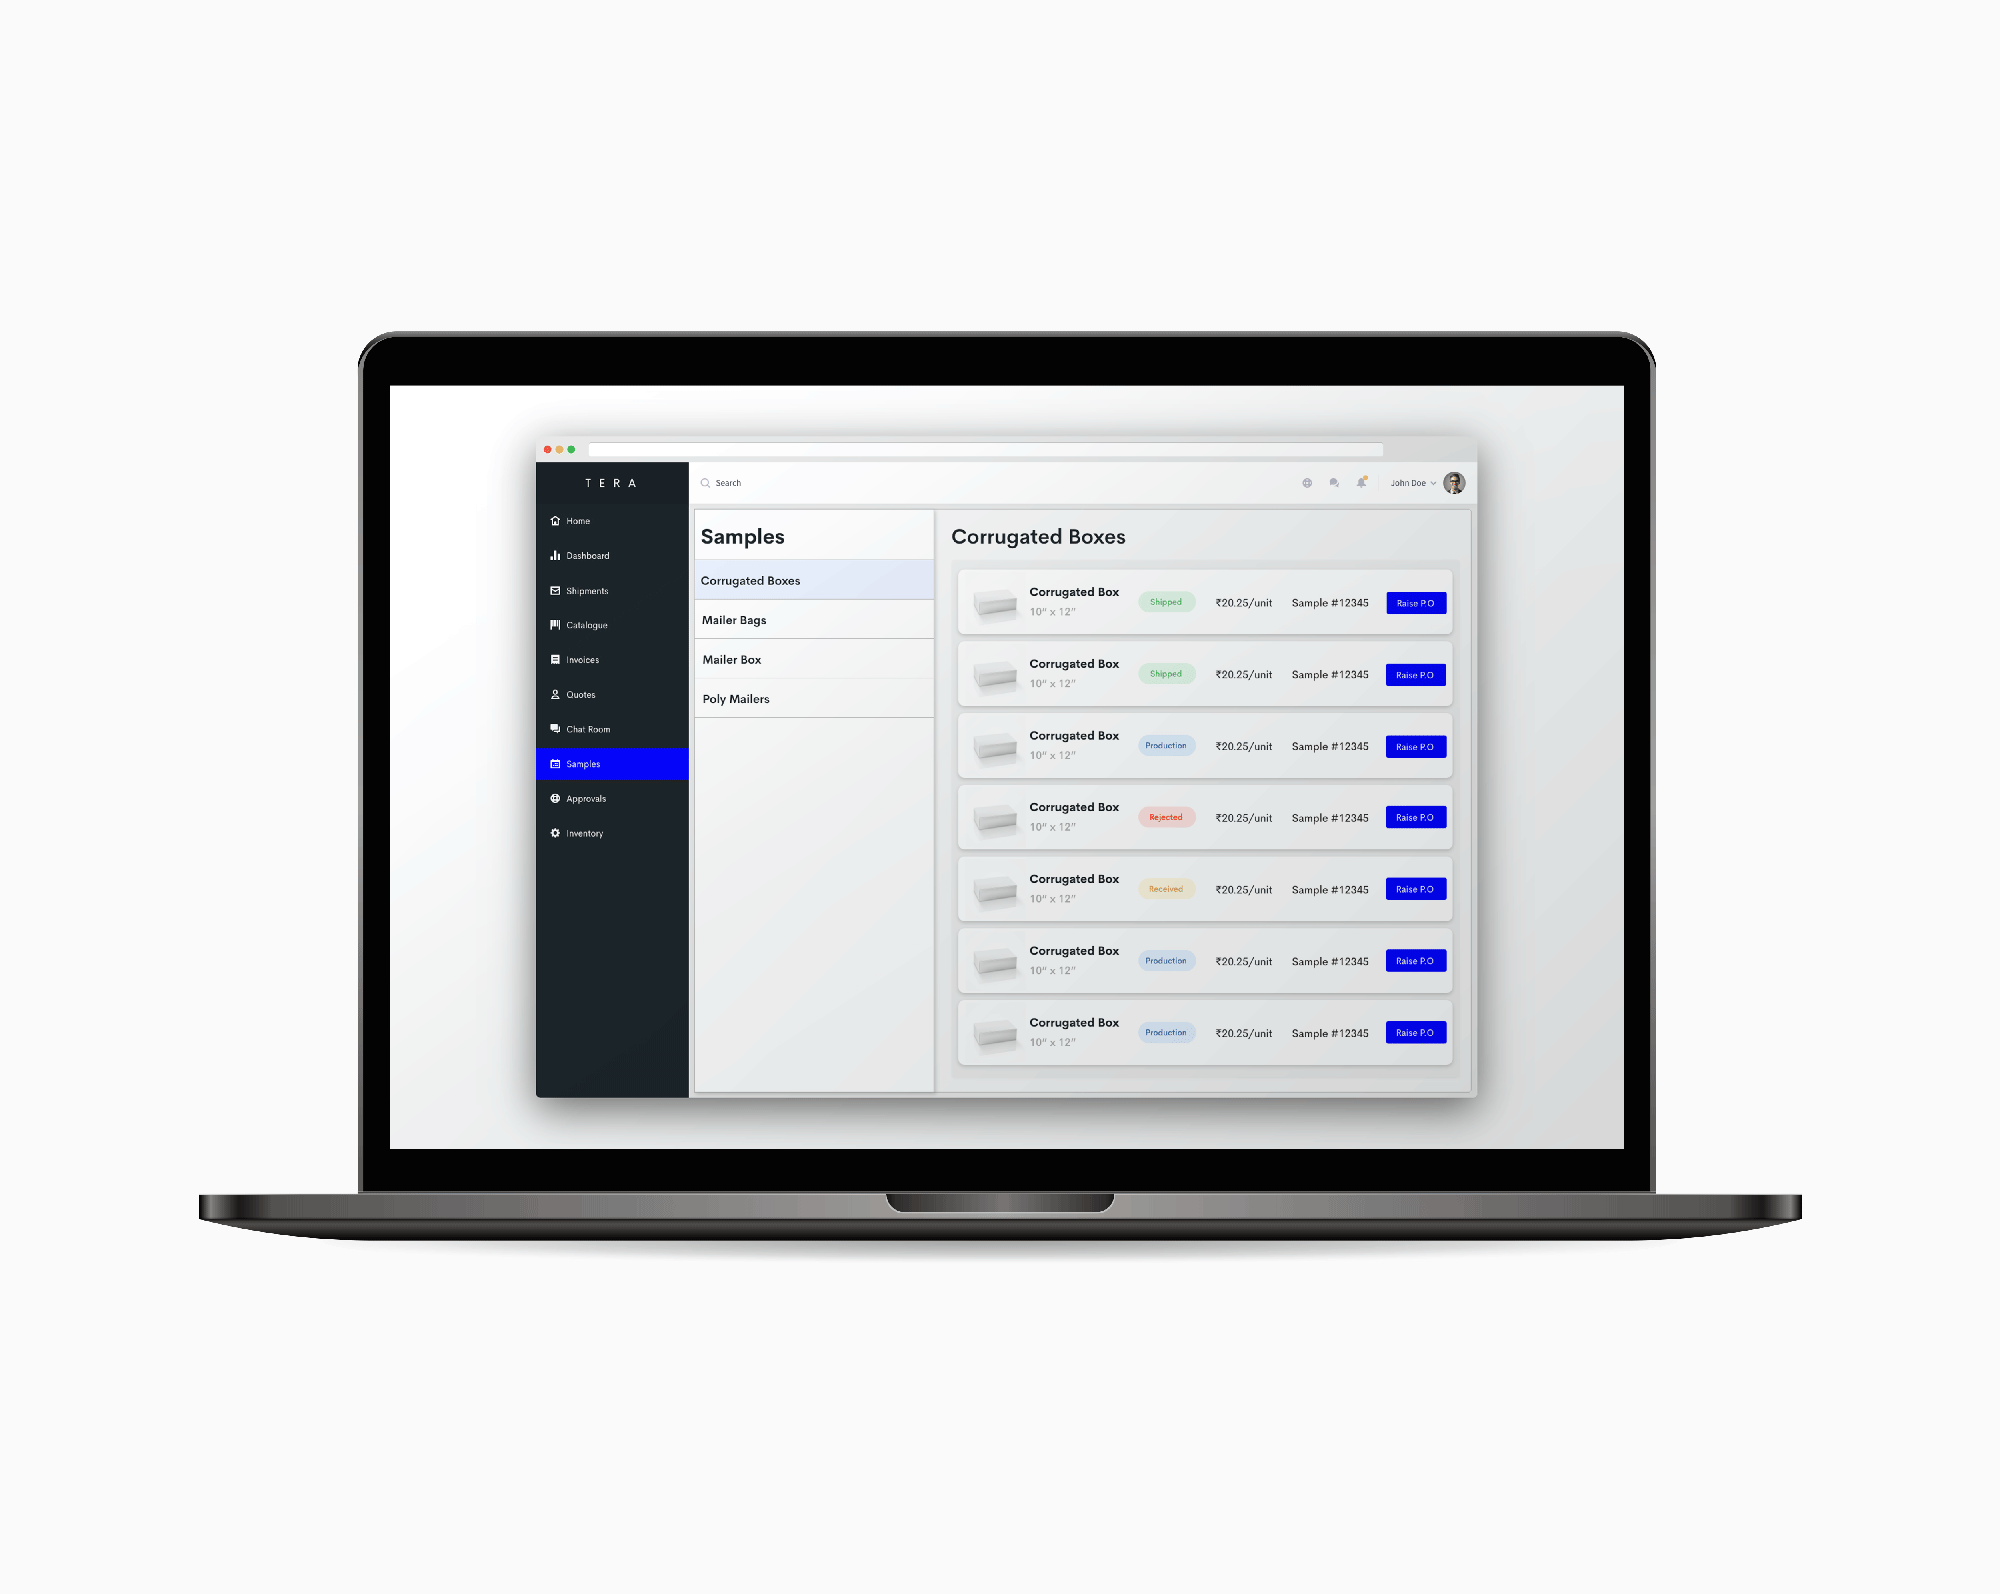 TERA
Search
John Doe
Home
Dashboard
Shipments
Catalogue
Invoices
Quotes
Chat Room
Samples
Approvals
Inventory
Samples
Corrugated Boxes
Mailer Bags
Mailer Box
Poly Mailers
Corrugated Boxes
Corrugated Box
10" x 12"
Shipped
₹20.25/unit
Sample #12345
Raise P.O
Corrugated Box
10" x 12"
Shipped
₹20.25/unit
Sample #12345
Raise P.O
Corrugated Box
10" x 12"
Production
₹20.25/unit
Sample #12345
Raise P.O
Corrugated Box
10" x 12"
Rejected
₹20.25/unit
Sample #12345
Raise P.O
Corrugated Box
10" x 12"
Received
₹20.25/unit
Sample #12345
Raise P.O
Corrugated Box
10" x 12"
Production
₹20.25/unit
Sample #12345
Raise P.O
Corrugated Box
10" x 12"
Production
₹20.25/unit
Sample #12345
Raise P.O